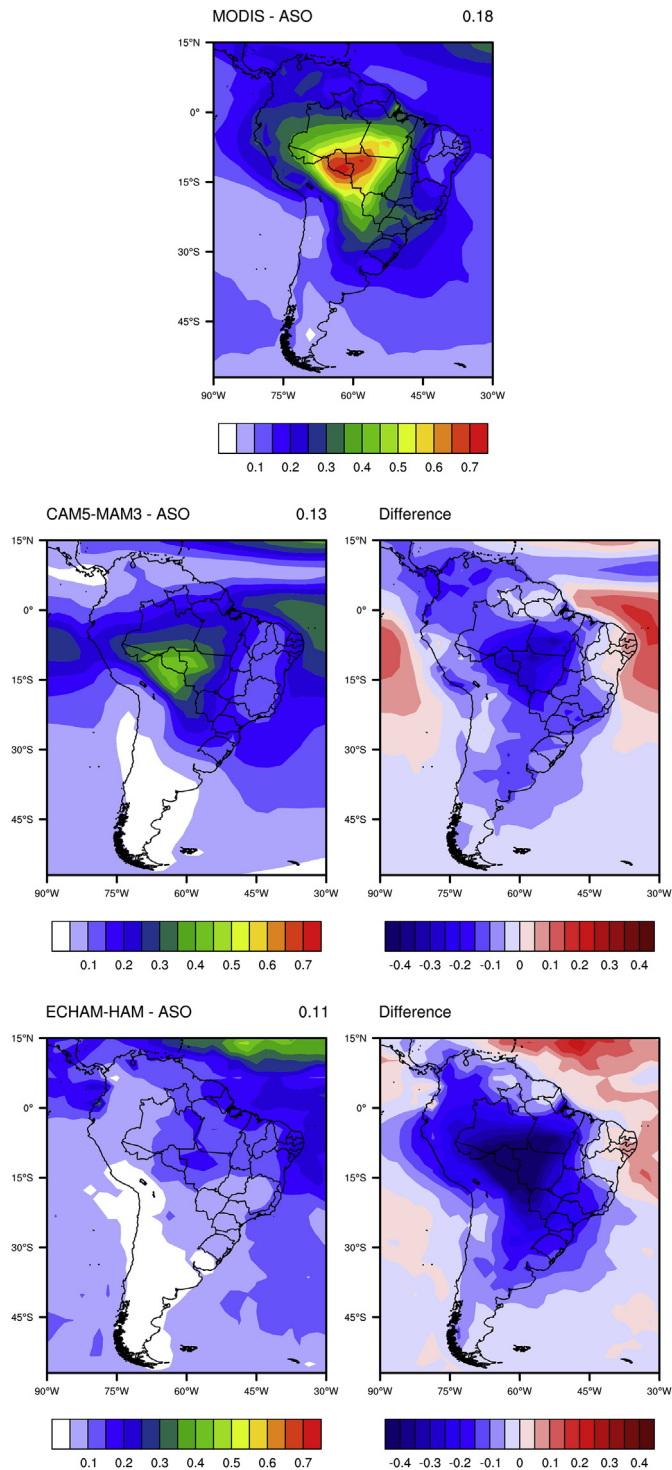 MODIS - ASO 0.18
15°N
0°
15°S
30°S
45°S
90°W 75°W 60°W 45°W 30°W
0.1 0.2 0.3 0.4 0.5 0.6 0.7
CAM5-MAM3 - ASO 0.13 Difference
15°N 15°N
0° 0°
15°S 15°S
30°S 30°S
45°S 45°S
90°W 75°W 60°W 45°W 30°W 90°W 75°W 60°W 45°W 30°W
0.1 0.2 0.3 0.4 0.5 0.6 0.7 -0.4 -0.3 -0.2 -0.1 0 0.1 0.2 0.3 0.4
ECHAM-HAM - ASO 0.11 Difference
15°N 15°N
0° 0°
15°S 15°S
30°S 30°S
45°S 45°S
90°W 75°W 60°W 45°W 30°W 90°W 75°W 60°W 45°W 30°W
0.1 0.2 0.3 0.4 0.5 0.6 0.7 -0.4 -0.3 -0.2 -0.1 0 0.1 0.2 0.3 0.4